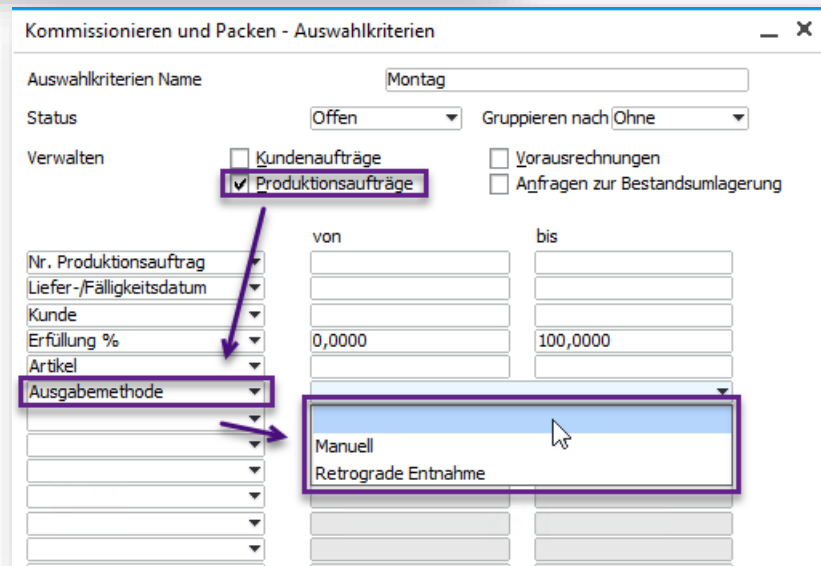 Kommissionieren und Packen - Auswahlkriterien
Auswahlkriterien Name Montag
Status Offen Gruppieren nach Ohne
Verwalten Kundenaufträge Vorausrechnungen
Produktionsaufträge Anfragen zur Bestandsumlagerung
von bis
Nr. Produktionsauftrag
Liefer-/Fälligkeitsdatum
Kunde
Erfüllung % 0,0000 100,0000
Artikel
Ausgabemethode
Manuell
Retrograde Entnahme